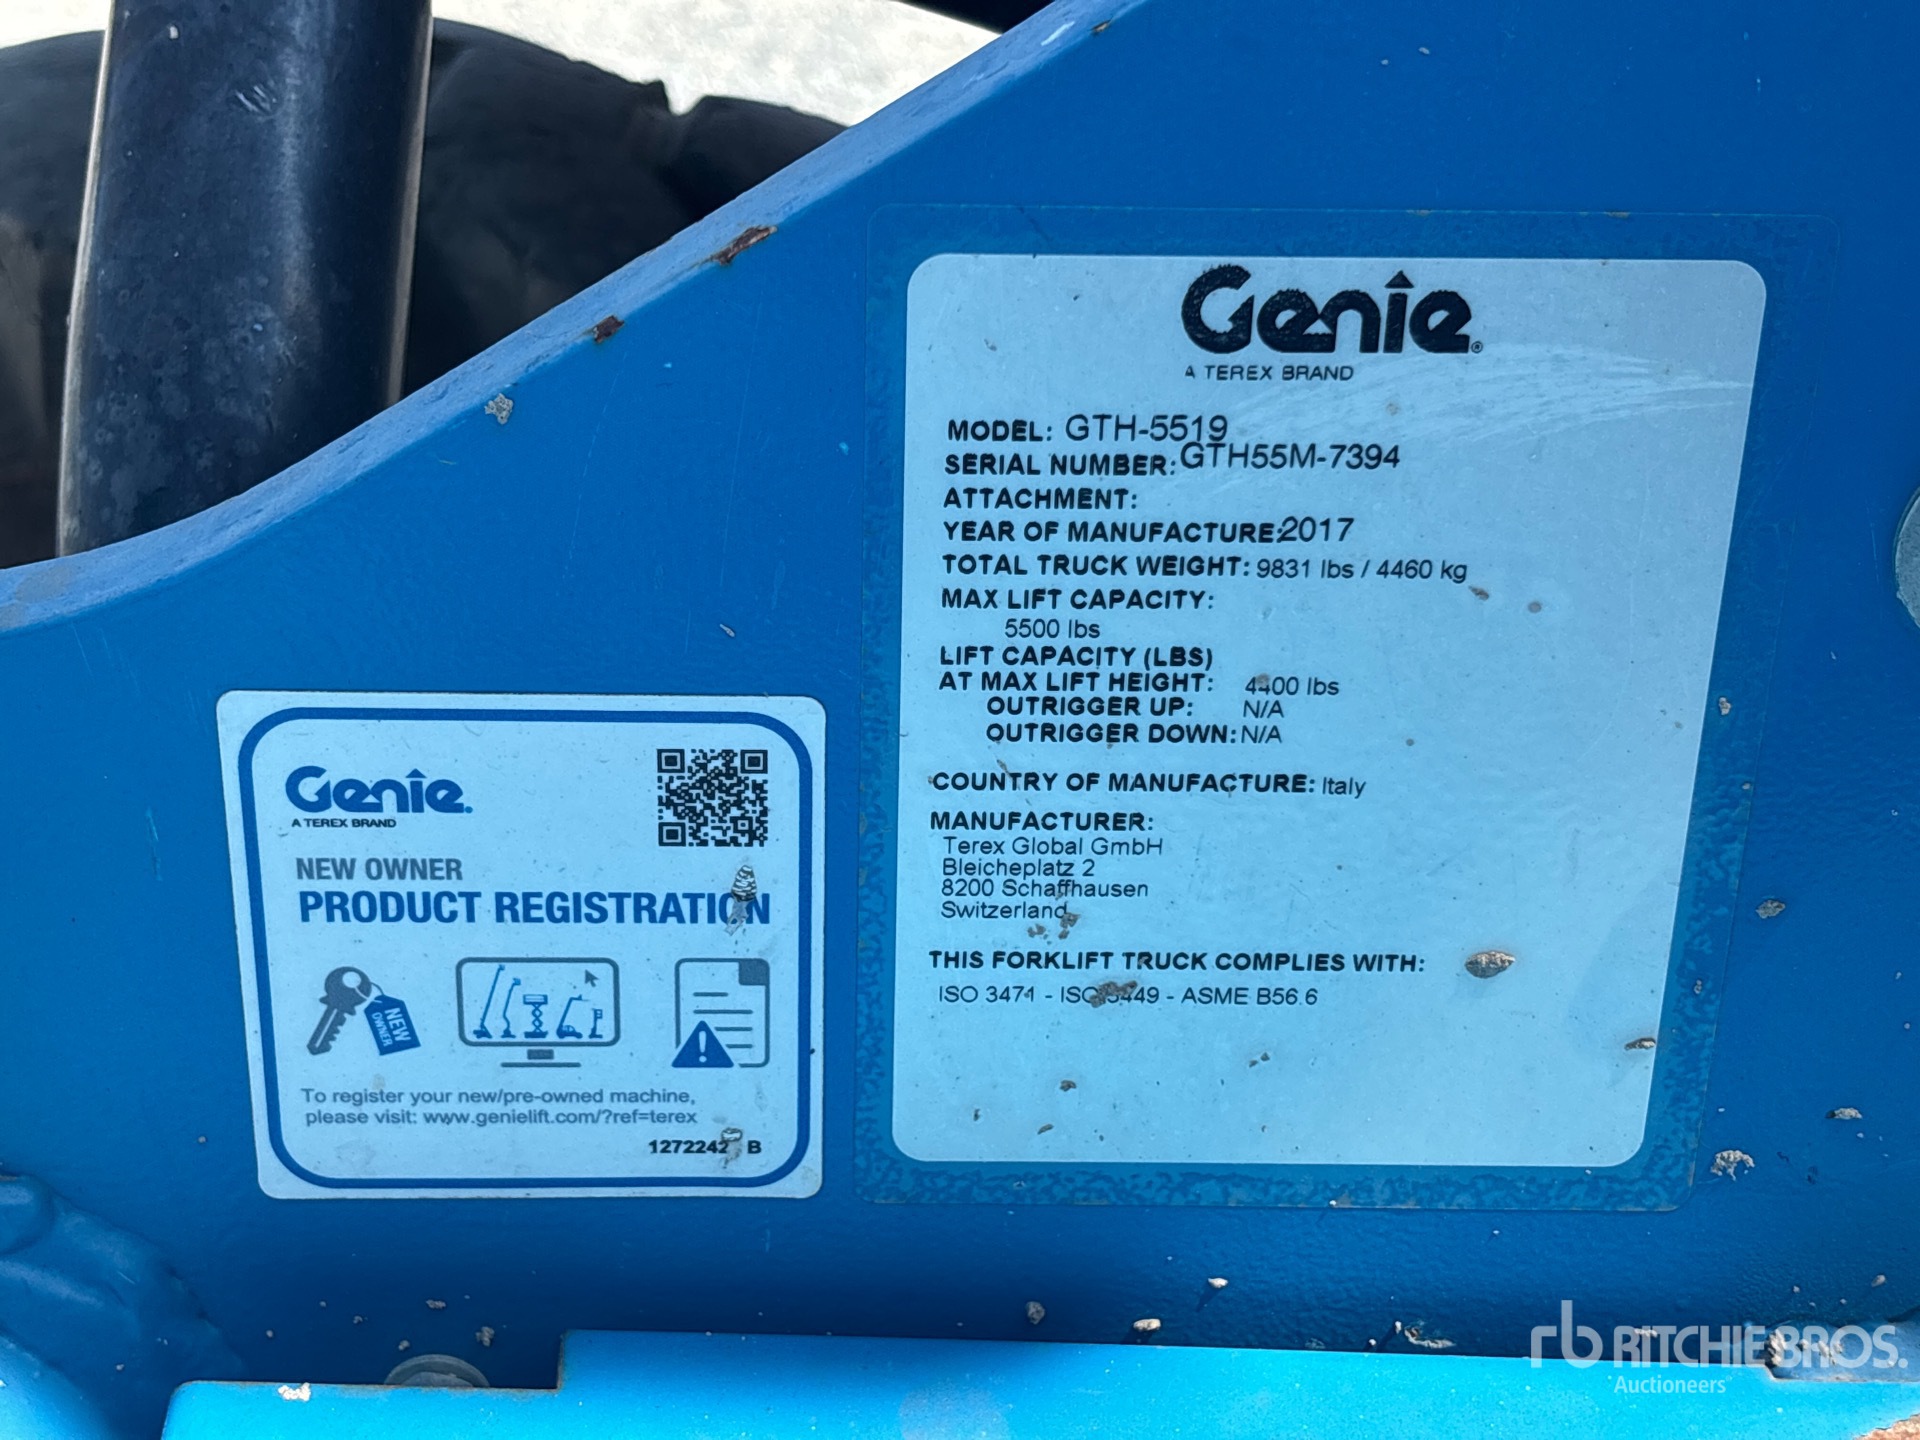 Genie®
A TEREX BRAND
MODEL: GTH-5519
SERIAL NUMBER: GTH55M-7394
ATTACHMENT:
YEAR OF MANUFACTURE: 2017
TOTAL TRUCK WEIGHT: 9831 lbs / 4460 kg
MAX LIFT CAPACITY:
5500 lbs
LIFT CAPACITY (LBS)
AT MAX LIFT HEIGHT: 4400 lbs
OUTRIGGER UP: N/A
OUTRIGGER DOWN: N/A
COUNTRY OF MANUFACTURE: Italy
MANUFACTURER:
Terex Global GmbH
Bleicheplatz 2
8200 Schaffhausen
Switzerland
THIS FORKLIFT TRUCK COMPLIES WITH:
ISO 3471 - ISO 3449 - ASME B56.6
Genie.
A TEREX BRAND
NEW OWNER
PRODUCT REGISTRATION
NEW
OWNER
To register your new/pre-owned machine,
please visit: www.genielift.com/?ref=terex
1272242 B
rb RITCHIE BROS.
Auctioneers